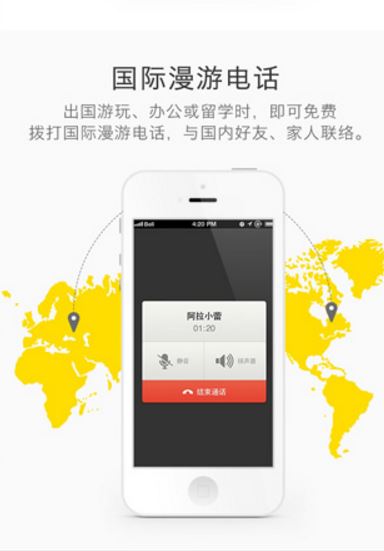 国际漫游电话
出国游玩、办公或留学时，即可免费
拨打国际漫游电话，与国内好友、家人联络。
Bell 4:20 PM
阿拉小蕾
01:20
静音 扬声器
结束通话